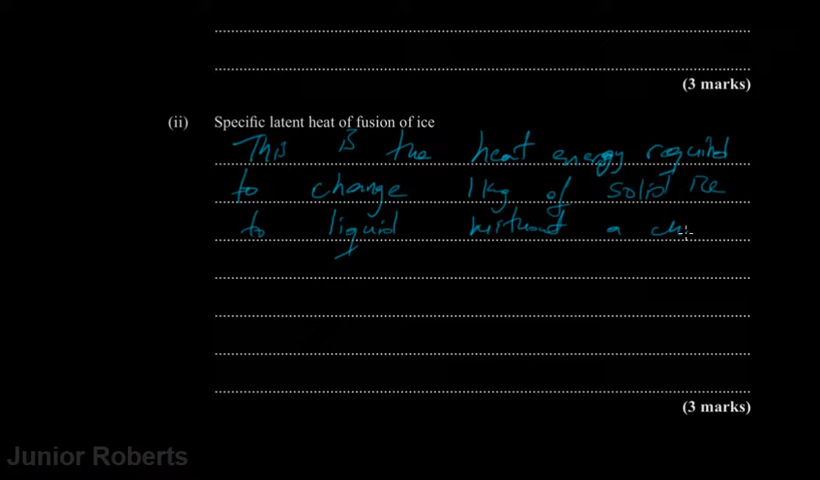 (3 marks)
(ii) Specific latent heat of fusion of ice
This is the heat energy required
to change 1kg of solid ice
to liquid without a ch
(3 marks)
Junior Roberts